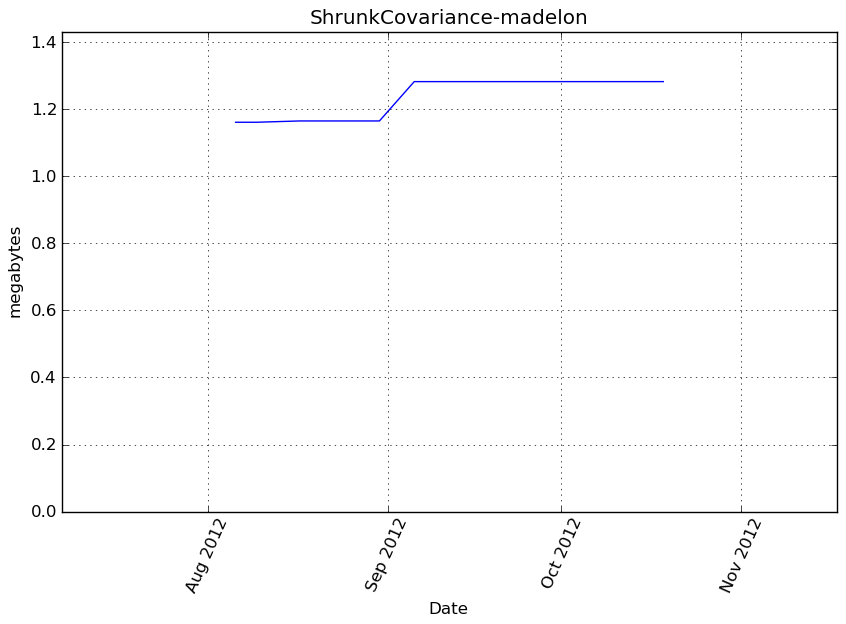 ShrunkCovariance-madelon
1.4
1.2
1.0
0.8
0.6
0.4
0.2
0.0
megabytes
Aug 2012
Sep 2012
Oct 2012
Nov 2012
Date